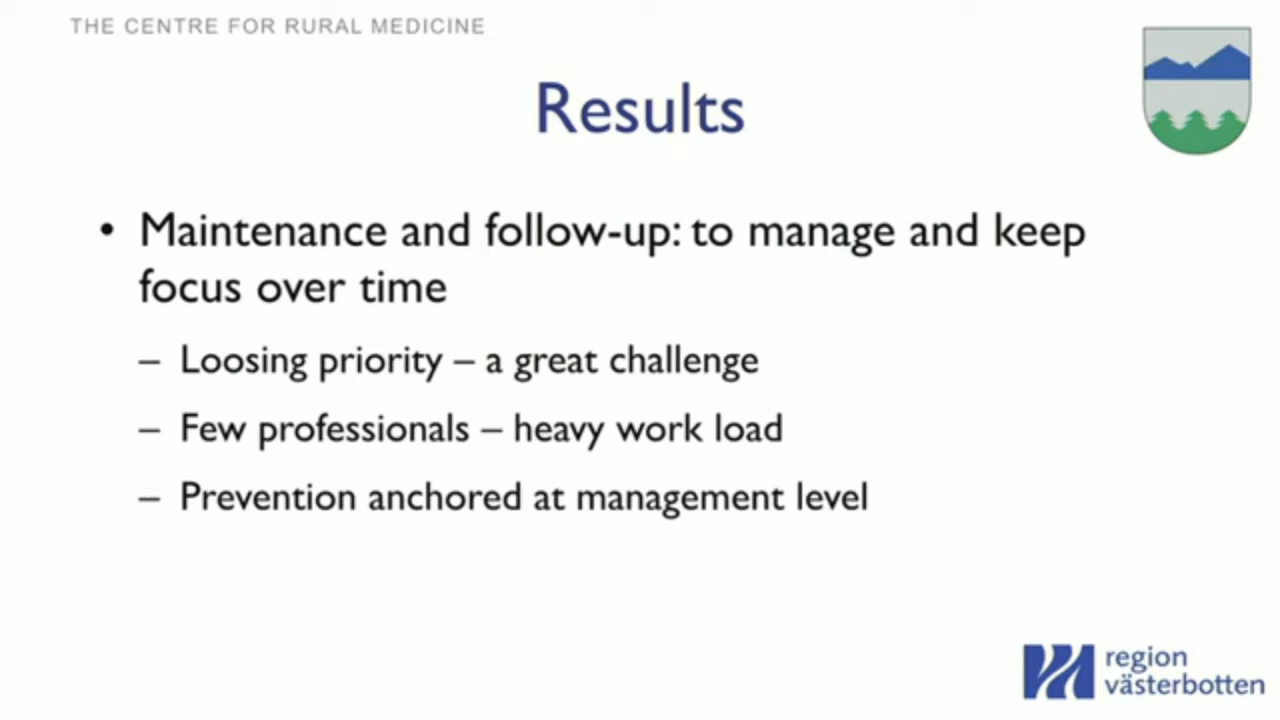 THE CENTRE FOR RURAL MEDICINE
Results
• Maintenance and follow-up: to manage and keep
focus over time
– Loosing priority – a great challenge
– Few professionals – heavy work load
– Prevention anchored at management level
region
västerbotten